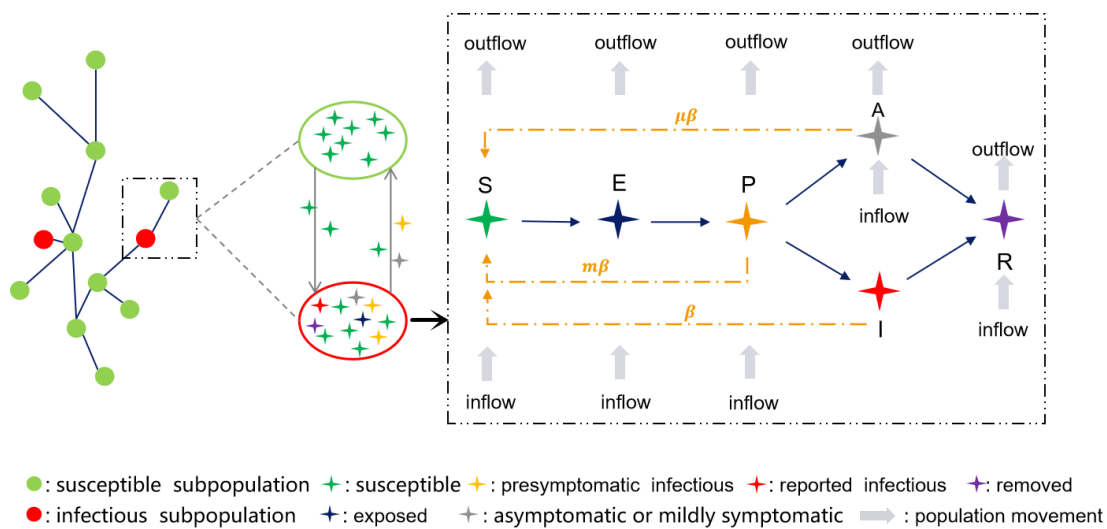 outflow outflow outflow outflow
A
μβ
outflow
S E P
inflow
mβ
R
β
I
inflow
inflow inflow inflow
: susceptible subpopulation : susceptible : presymptomatic infectious : reported infectious : removed
: infectious subpopulation : exposed : asymptomatic or mildly symptomatic : population movement